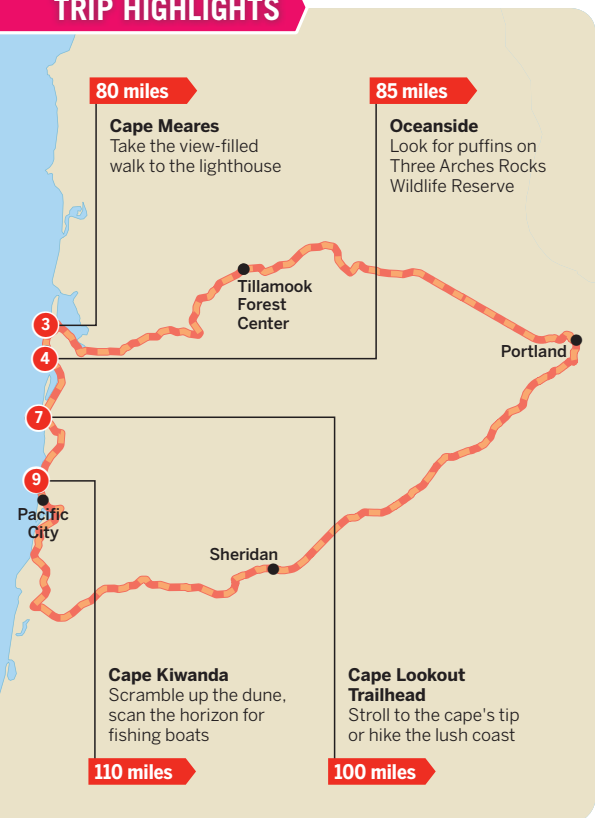 TRIP HIGHLIGHTS
80 miles
Cape Meares
Take the view-filled
walk to the lighthouse
85 miles
Oceanside
Look for puffins on
Three Arches Rocks
Wildlife Reserve
Tillamook
Forest
Center
3
4
Portland
7
9
Pacific
City
Sheridan
Cape Kiwanda
Scramble up the dune,
scan the horizon for
fishing boats
110 miles
Cape Lookout
Trailhead
Stroll to the cape's tip
or hike the lush coast
100 miles